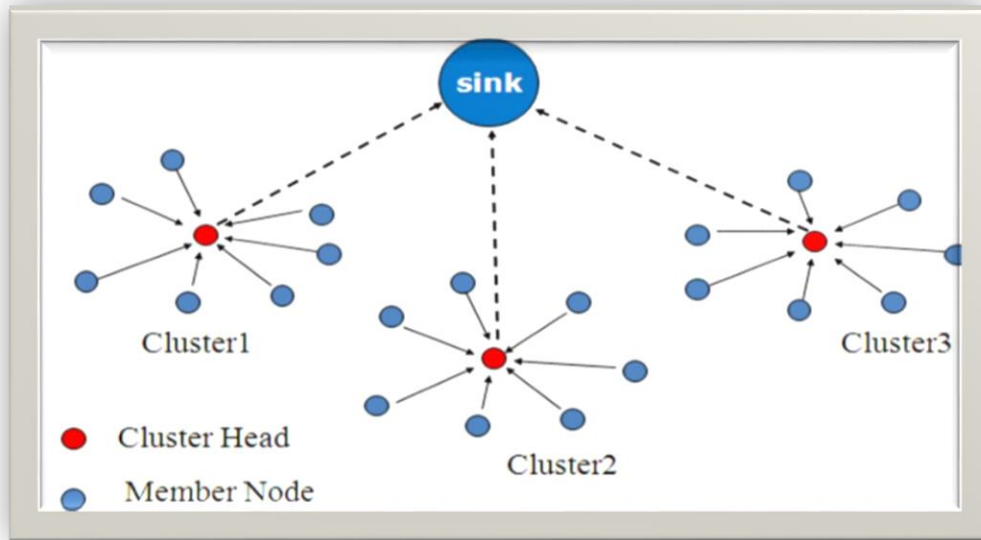 sink
Cluster1
Cluster3
Cluster Head
Cluster2
Member Node